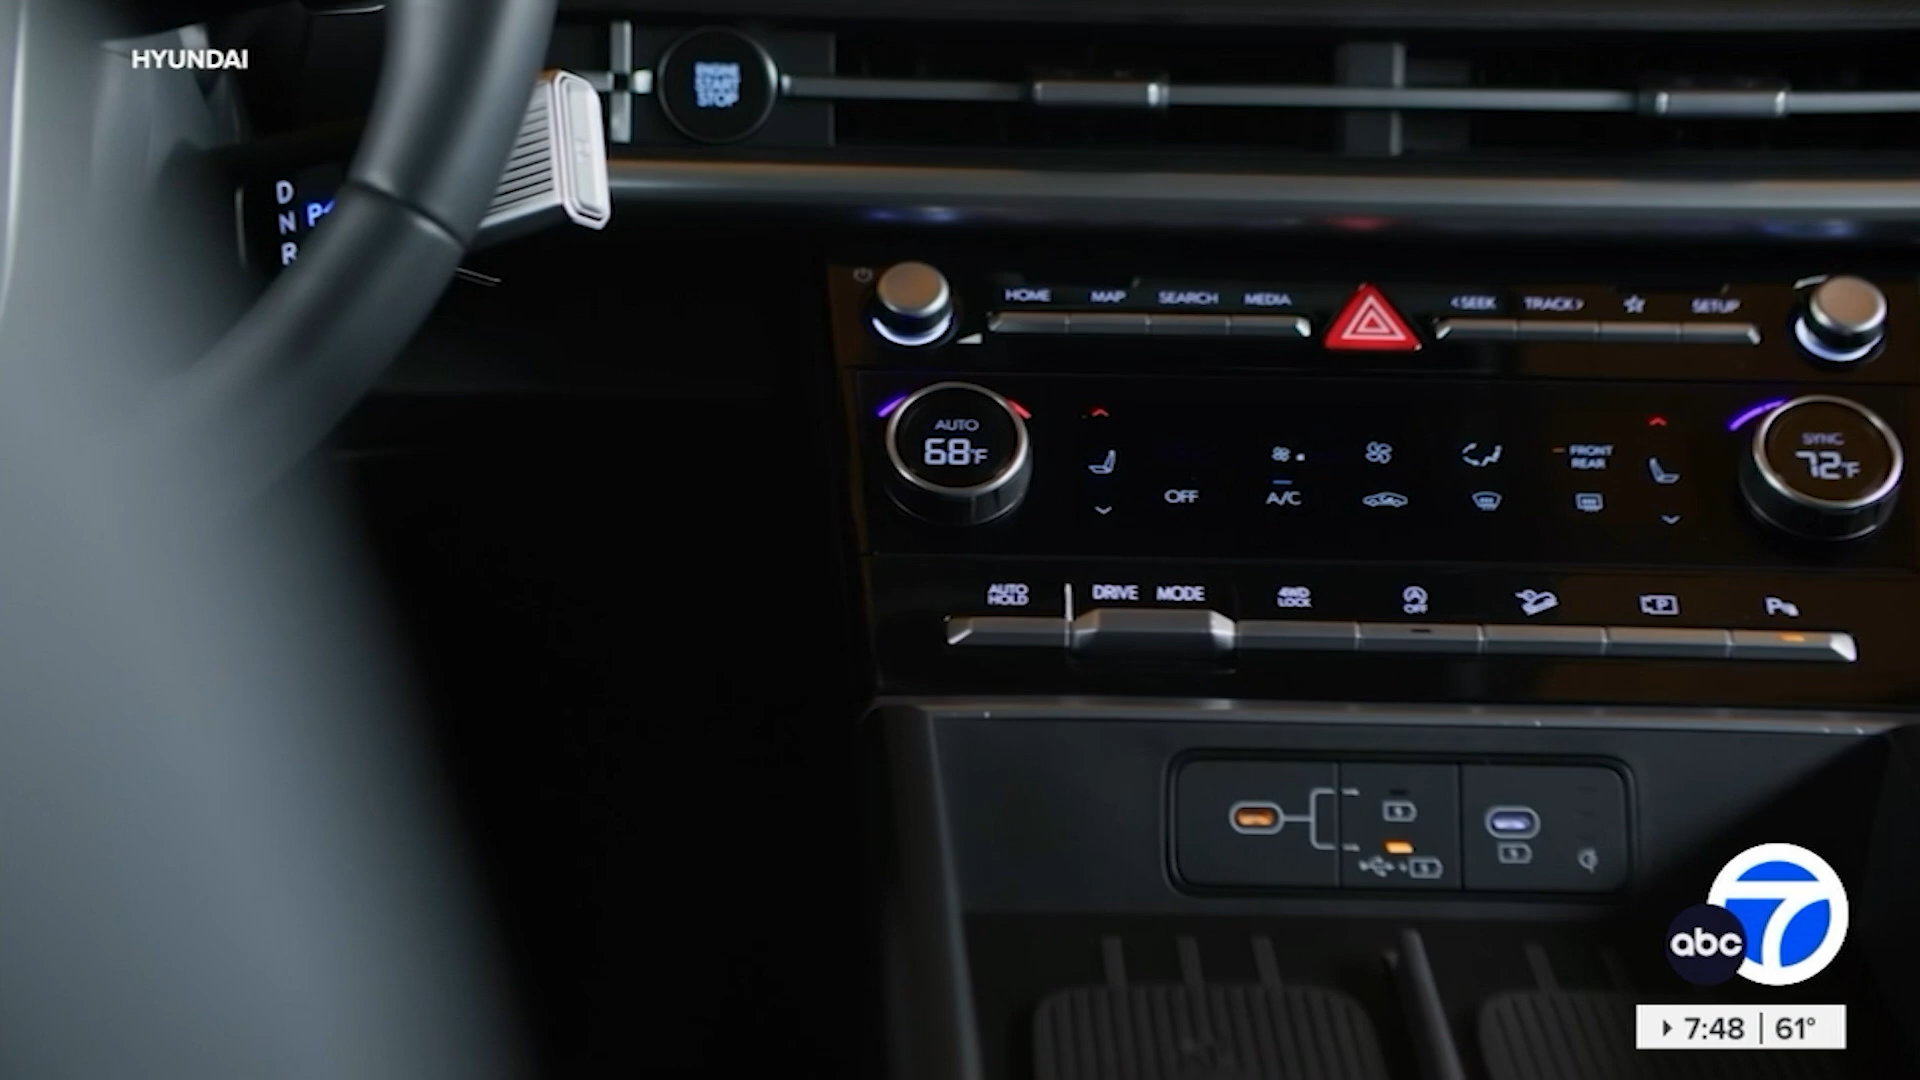 HYUNDAI
ENGINE
START
STOP
D
N P
R
HOME MAP SEARCH MEDIA <SEEK TRACK> SETUP
AUTO
68°F
SYNC
72°F
FRONT
REAR
OFF A/C
AUTO
HOLD
DRIVE MODE
4WD
LOCK
OFF
P
P
abc 7
7:48 61°